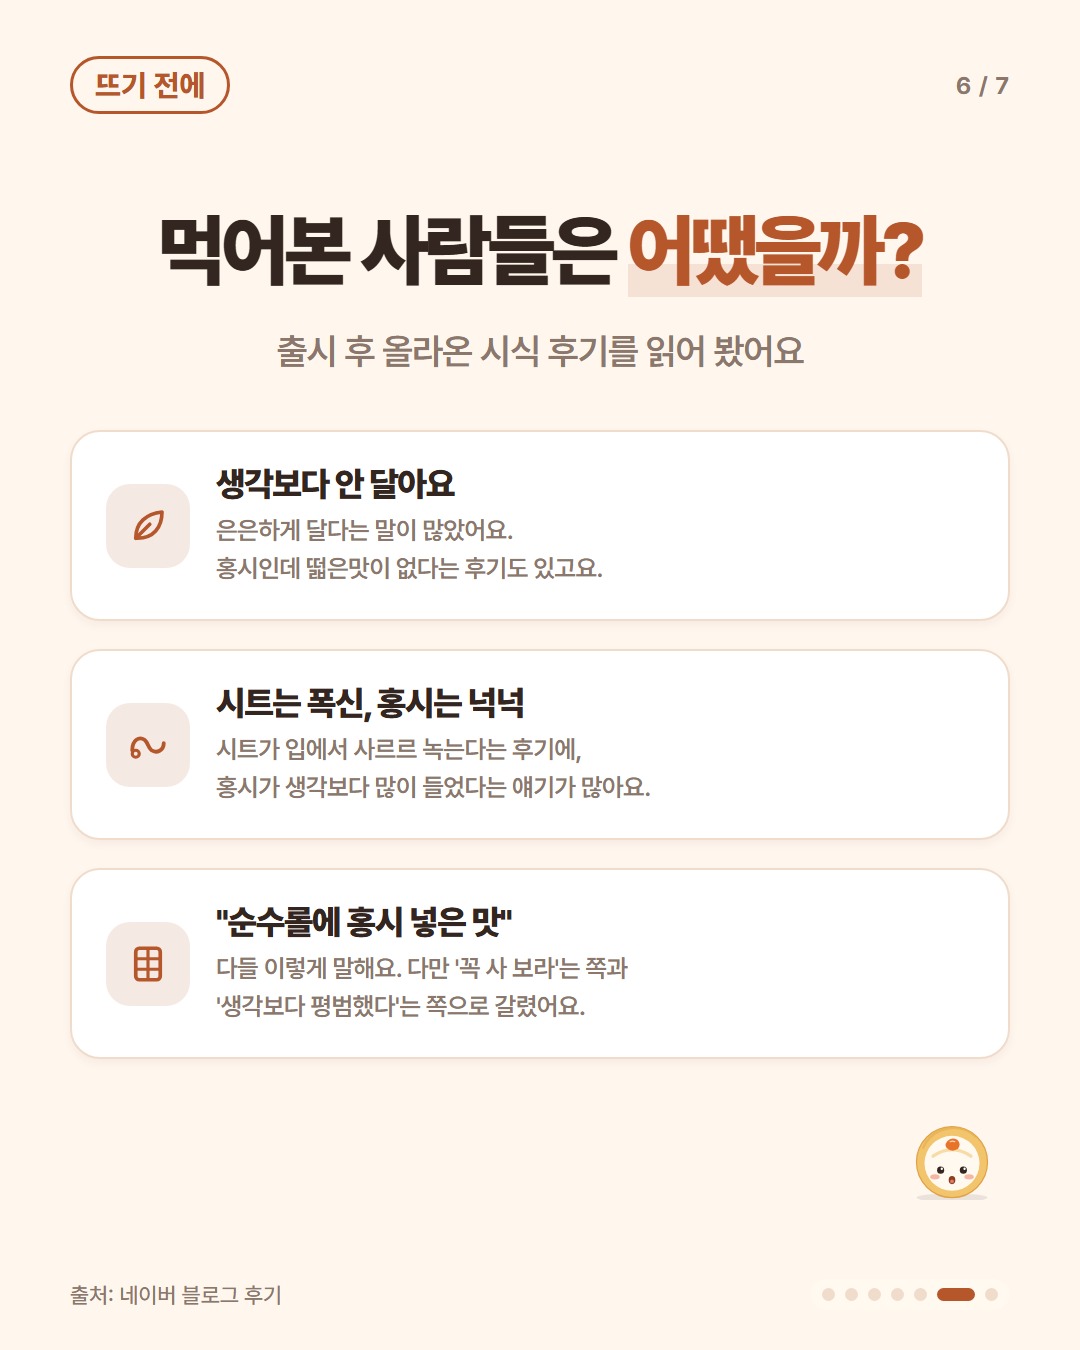 뜨기 전에
6 / 7
먹어본 사람들은 어땠을까?
출시 후 올라온 시식 후기를 읽어 봤어요
생각보다 안 달아요
은은하게 달다는 말이 많았어요.
홍시인데 떫은맛이 없다는 후기도 있고요.
시트는 폭신, 홍시는 넉넉
시트가 입에서 사르르 녹는다는 후기에,
홍시가 생각보다 많이 들었다는 얘기가 많아요.
"순수롤에 홍시 넣은 맛"
다들 이렇게 말해요. 다만 '꼭 사 보라'는 쪽과
'생각보다 평범했다'는 쪽으로 갈렸어요.
출처: 네이버 블로그 후기